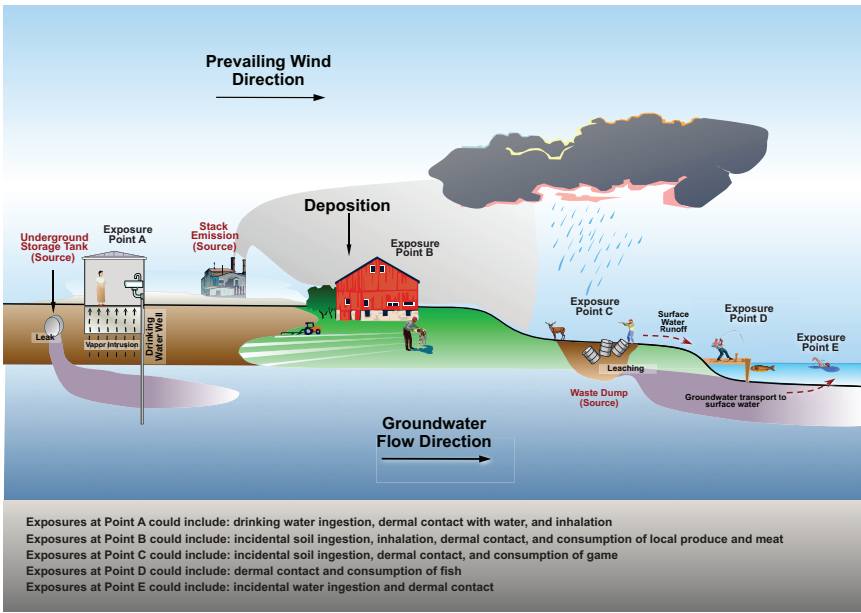 Prevailing Wind
Direction
Deposition
Underground
Storage Tank
(Source)
Exposure
Point A
Stack
Emission
(Source)
Exposure
Point B
Exposure
Point C
Surface
Water
Runoff
Exposure
Point D
Exposure
Point E
Leak
Vapor intrusion
Drinking
Water Well
Leaching
Waste Dump
(Source)
Groundwater transport to
surface water
Groundwater
Flow Direction
Exposures at Point A could include: drinking water ingestion, dermal contact with water, and inhalation
Exposures at Point B could include: incidental soil ingestion, inhalation, dermal contact, and consumption of local produce and meat
Exposures at Point C could include: incidental soil ingestion, dermal contact, and consumption of game
Exposures at Point D could include: dermal contact and consumption of fish
Exposures at Point E could include: incidental water ingestion and dermal contact